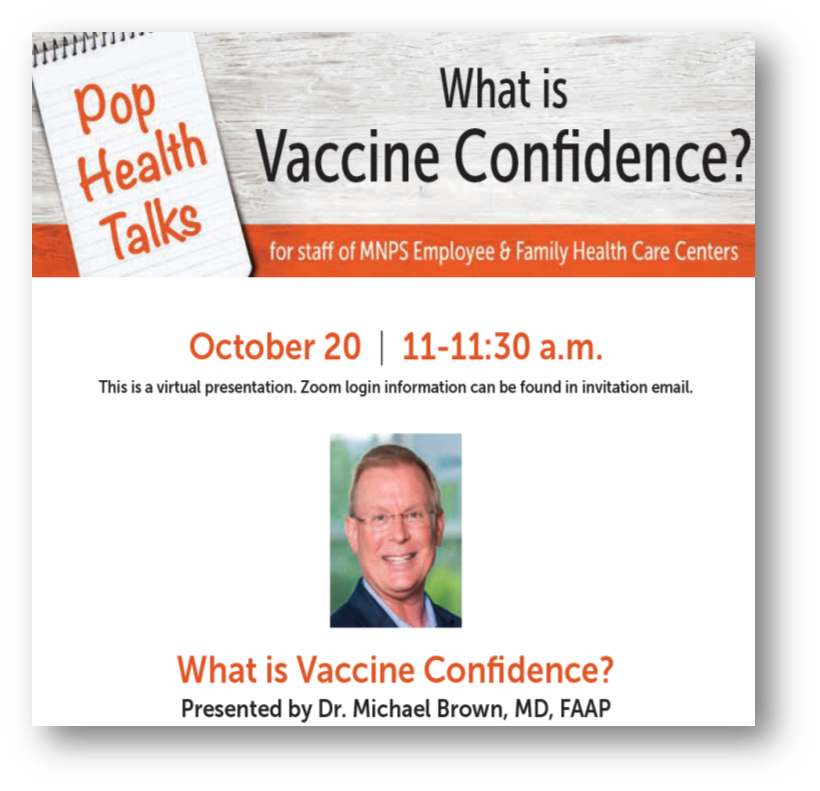 Pop
Health
Talks
What is
Vaccine Confidence?
for staff of MNPS Employee & Family Health Care Centers
October 20 | 11-11:30 a.m.
This is a virtual presentation. Zoom login information can be found in invitation email.
What is Vaccine Confidence?
Presented by Dr. Michael Brown, MD, FAAP